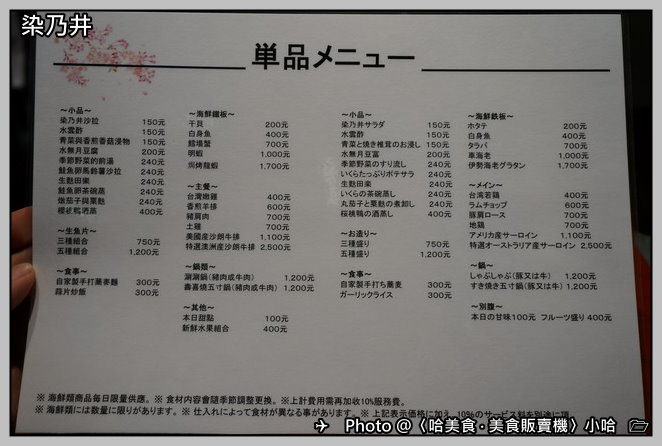 染乃井
単品メニュー
～小品～
染乃井沙拉 150元
水雲酢 150元
青菜與香煎香菇浸物 150元
水無月豆腐 200元
季節野菜的前湯 240元
鮭魚卵馬鈴薯沙拉 240元
生麩田樂 240元
鮭魚卵茶碗蒸 240元
燉茄子與粟麩 240元
櫻桃鴨洒蒸 400元
～生魚片～
三種組合 750元
五種組合 1,200元
～食事～
自家製手打蕎麥麵 300元
蒜片炒飯 300元
～海鮮鐵板～
干貝 200元
白身魚 400元
鱈場蟹 700元
明蝦 1,000元
焗烤龍蝦 1,700元
～主餐～
台灣嫩雞 400元
香煎羊排 600元
豬肩肉 700元
土雞 700元
美國産沙朗牛排 1,100元
特選澳洲産沙朗牛排 2,500元
～鍋類～
涮涮鍋(豬肉或牛肉) 1,200元
壽喜燒五寸鍋(豬肉或牛肉) 1,200元
～其他～
本日甜點 100元
新鮮水果組合 400元
～小品～
染乃井サラダ 150元
水雲酢 150元
青菜と焼き椎茸のお浸し 150元
水無月豆富 200元
季節野菜のすり流し 240元
いくらたっぷりポテサラ 240元
生麩田楽 240元
いくらの茶碗蒸し 240元
丸茄子と粟麩の煮卸し 240元
桜桃鴨の酒蒸し 400元
～お造り～
三種盛り 750元
五種盛り 1,200元
～食事～
自家製手打ち蕎麦 300元
ガーリックライス 300元
～海鮮鉄板～
ホタテ 200元
白身魚 400元
タラバ 700元
車海老 1,000元
伊勢海老グラタン 1,700元
～メイン～
台湾若鶏 400元
ラムチョップ 600元
豚肩ロース 700元
地鶏 700元
アメリカ産サーロイン 1,100元
特選オーストラリア産サーロイン 2,500元
～鍋～
しゃぶしゃぶ(豚又は牛) 1,200元
すき焼き五寸鍋(豚又は牛) 1,200元
～別腹～
本日の甘味100元 フルーツ盛り 400元
※ 海鮮類商品每日限量供應。※ 食材内容會隨季節調整更換。※上計費用需再加收10%服務費。
※ 海鮮類には数量に限りがあります。※ 仕入れによって食材が異なる事があります。※ 上記表示価格に加え、10%のサービス料を別途に頂
Photo @〈哈美食・美食販賣機〉小哈